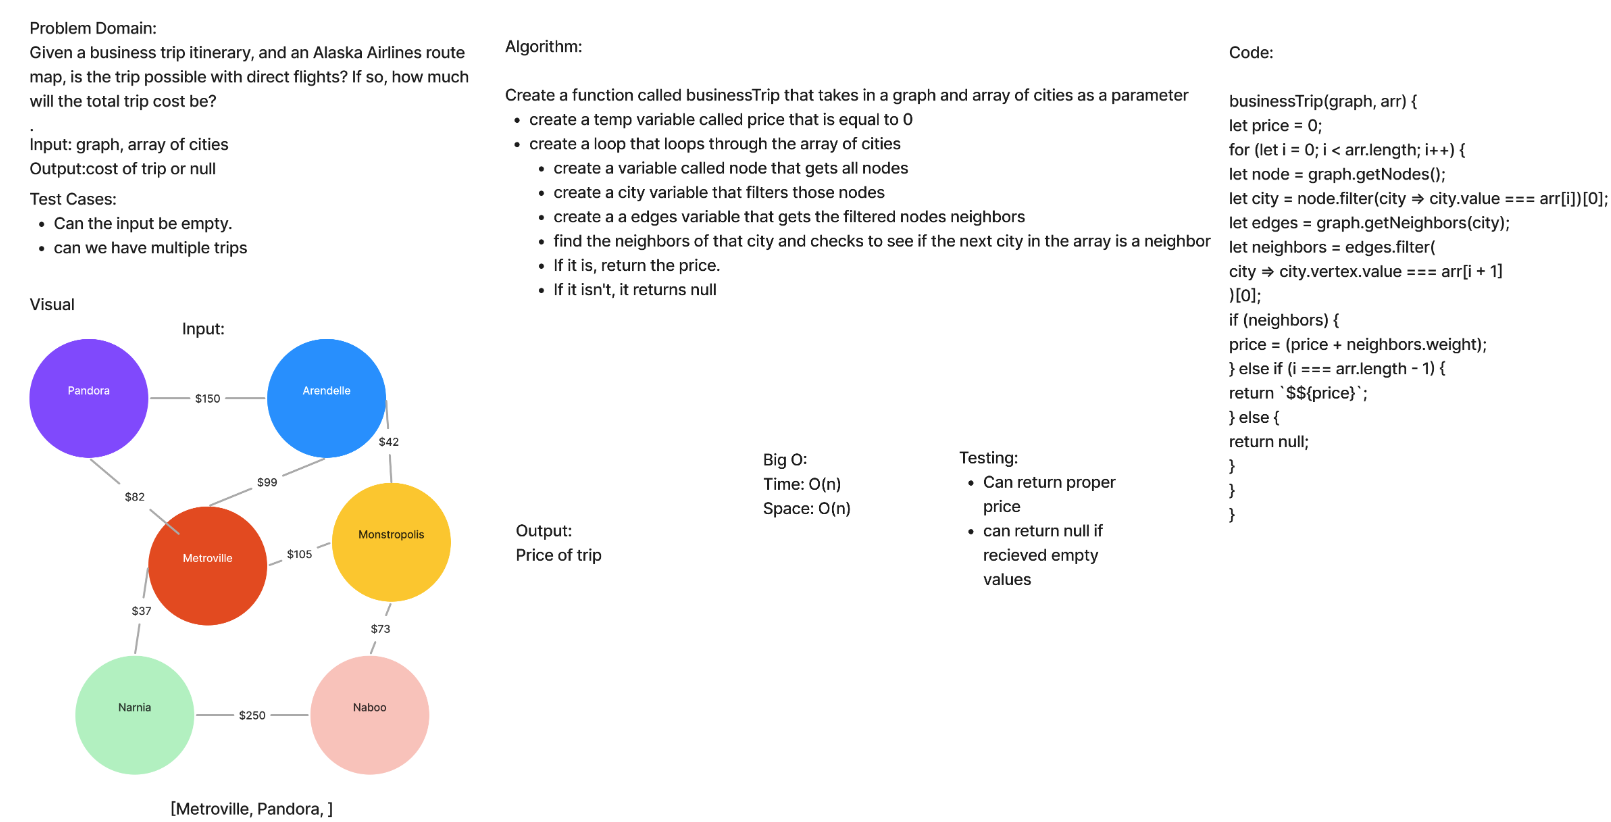 Problem Domain:
Given a business trip itinerary, and an Alaska Airlines route
map, is the trip possible with direct flights? If so, how much
will the total trip cost be?
.
Input: graph, array of cities
Output:cost of trip or null
Test Cases:
• Can the input be empty.
• can we have multiple trips
Visual
Input:
Pandora
$150
Arendelle
$42
$99
$82
Metroville
$105
Monstropolis
$37
$73
Narnia
$250
Naboo
[Metroville, Pandora, ]
Algorithm:
Create a function called businessTrip that takes in a graph and array of cities as a parameter
• create a temp variable called price that is equal to 0
• create a loop that loops through the array of cities
• create a variable called node that gets all nodes
• create a city variable that filters those nodes
• create a a edges variable that gets the filtered nodes neighbors
• find the neighbors of that city and checks to see if the next city in the array is a neighbor
• If it is, return the price.
• If it isn't, it returns null
Output:
Price of trip
Big O:
Time: O(n)
Space: O(n)
Testing:
• Can return proper
price
• can return null if
recieved empty
values
Code:
businessTrip(graph, arr) {
let price = 0;
for (let i = 0; i < arr.length; i++) {
let node = graph.getNodes();
let city = node.filter(city => city.value === arr[i])[0];
let edges = graph.getNeighbors(city);
let neighbors = edges.filter(
city => city.vertex.value === arr[i + 1]
)[0];
if (neighbors) {
price = (price + neighbors.weight);
} else if (i === arr.length - 1) {
return `$${price}`;
} else {
return null;
}
}
}